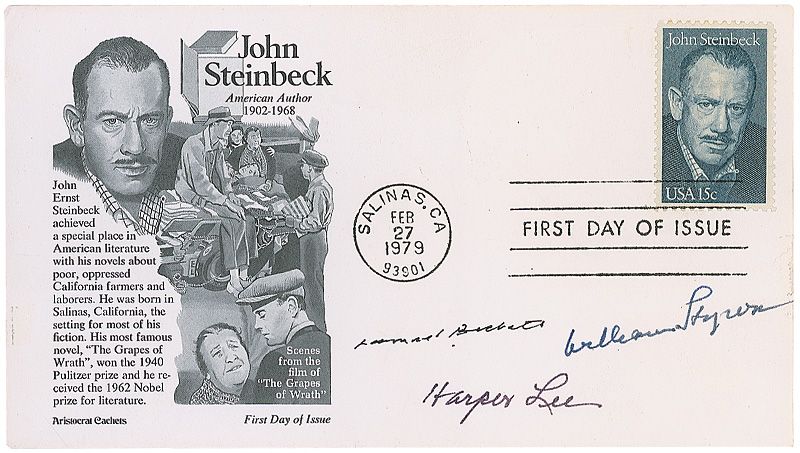 John
Steinbeck
American Author
1902-1968
John
Ernst
Steinbeck
achieved
a special place in
American literature
with his novels about
poor, oppressed
California farmers and
laborers. He was born in
Salinas, California, the
setting for most of his
fiction. His most famous
novel, "The Grapes of
Wrath", won the 1940
Pulitzer prize and he re-
ceived the 1962 Nobel
prize for literature.
Scenes
from the
film of
"The Grapes
of Wrath"
Aristocrat Cachets
First Day of Issue
SALINAS, CA
FEB
27
1979
93901
John Steinbeck
USA 15c
FIRST DAY OF ISSUE
Samuel Beckett
William Styron
Harper Lee